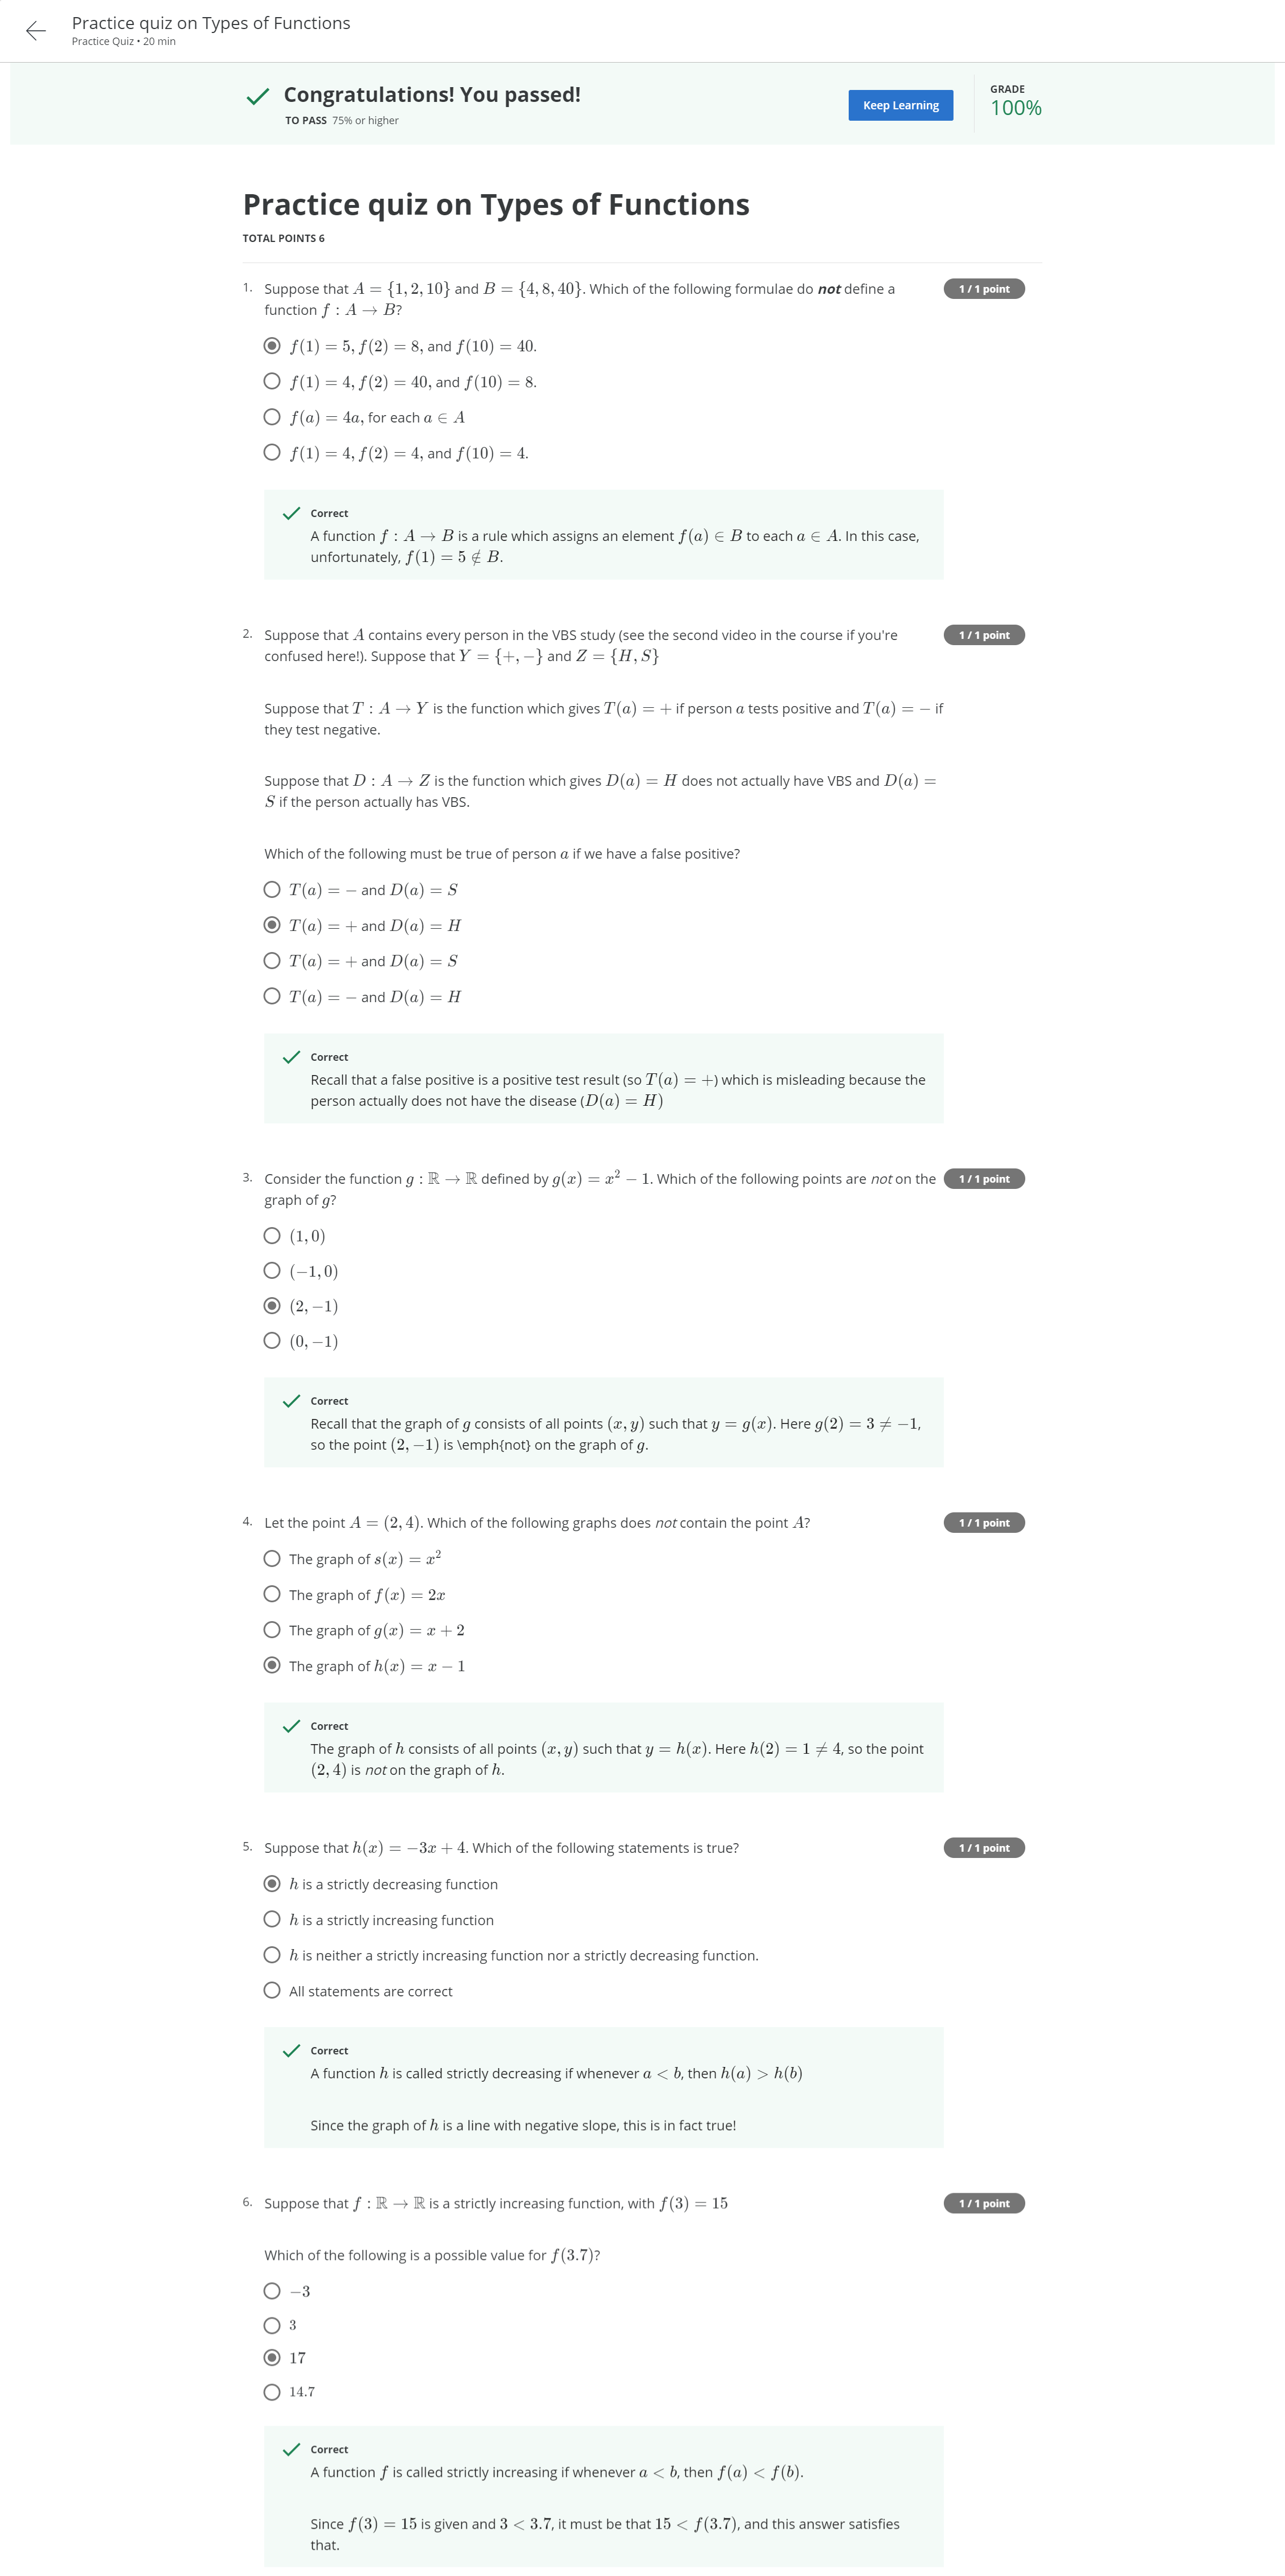 Practice quiz on Types of Functions
Practice Quiz • 20 min
Congratulations! You passed!
TO PASS 75% or higher
Keep Learning
GRADE
100%
Practice quiz on Types of Functions
TOTAL POINTS 6
1. Suppose that A = {1, 2, 10} and B = {4, 8, 40}. Which of the following formulae do not define a
function f : A → B?
1 / 1 point
f(1) = 5, f(2) = 8, and f(10) = 40.
f(1) = 4, f(2) = 40, and f(10) = 8.
f(a) = 4a, for each a ∈ A
f(1) = 4, f(2) = 4, and f(10) = 4.
Correct
A function f : A → B is a rule which assigns an element f(a) ∈ B to each a ∈ A. In this case,
unfortunately, f(1) = 5 ∉ B.
2. Suppose that A contains every person in the VBS study (see the second video in the course if you're
confused here!). Suppose that Y = {+, −} and Z = {H, S}
1 / 1 point
Suppose that T : A → Y is the function which gives T(a) = + if person a tests positive and T(a) = − if
they test negative.
Suppose that D : A → Z is the function which gives D(a) = H does not actually have VBS and D(a) =
S if the person actually has VBS.
Which of the following must be true of person a if we have a false positive?
T(a) = − and D(a) = S
T(a) = + and D(a) = H
T(a) = + and D(a) = S
T(a) = − and D(a) = H
Correct
Recall that a false positive is a positive test result (so T(a) = +) which is misleading because the
person actually does not have the disease (D(a) = H)
3. Consider the function g : ℝ → ℝ defined by g(x) = x² − 1. Which of the following points are not on the
graph of g?
1 / 1 point
(1, 0)
(−1, 0)
(2, −1)
(0, −1)
Correct
Recall that the graph of g consists of all points (x, y) such that y = g(x). Here g(2) = 3 ≠ −1,
so the point (2, −1) is \emph{not} on the graph of g.
4. Let the point A = (2, 4). Which of the following graphs does not contain the point A?
1 / 1 point
The graph of s(x) = x²
The graph of f(x) = 2x
The graph of g(x) = x + 2
The graph of h(x) = x − 1
Correct
The graph of h consists of all points (x, y) such that y = h(x). Here h(2) = 1 ≠ 4, so the point
(2, 4) is not on the graph of h.
5. Suppose that h(x) = −3x + 4. Which of the following statements is true?
1 / 1 point
h is a strictly decreasing function
h is a strictly increasing function
h is neither a strictly increasing function nor a strictly decreasing function.
All statements are correct
Correct
A function h is called strictly decreasing if whenever a < b, then h(a) > h(b)
Since the graph of h is a line with negative slope, this is in fact true!
6. Suppose that f : ℝ → ℝ is a strictly increasing function, with f(3) = 15
1 / 1 point
Which of the following is a possible value for f(3.7)?
−3
3
17
14.7
Correct
A function f is called strictly increasing if whenever a < b, then f(a) < f(b).
Since f(3) = 15 is given and 3 < 3.7, it must be that 15 < f(3.7), and this answer satisfies
that.